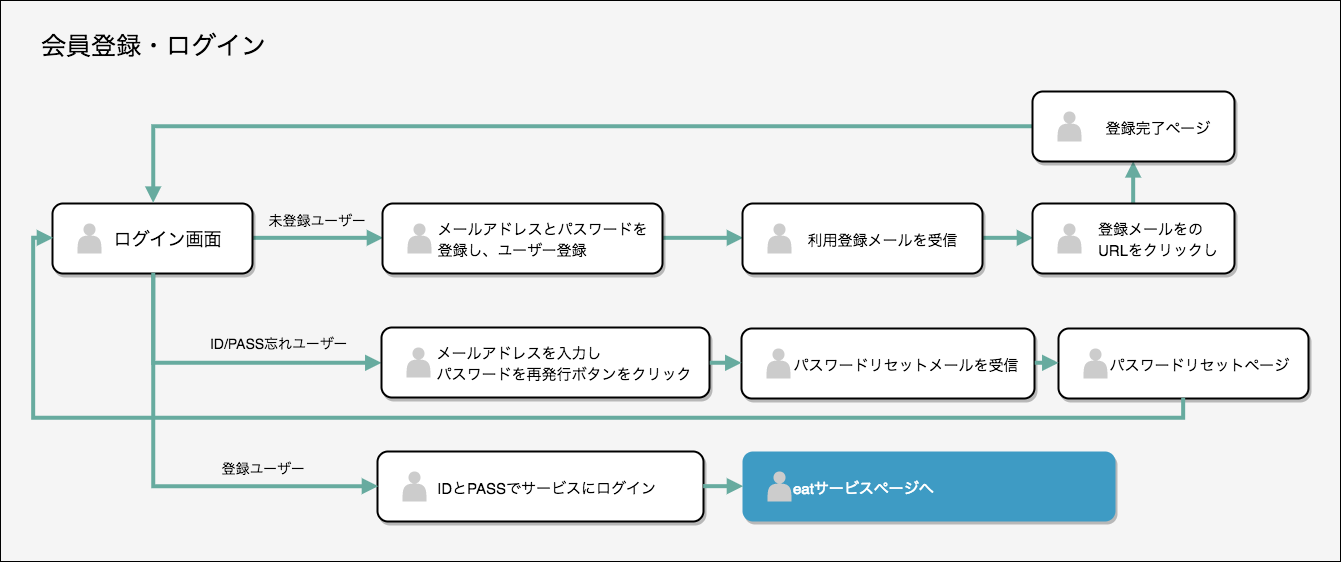 会員登録・ログイン
登録完了ページ
ログイン画面
未登録ユーザー
メールアドレスとパスワードを
登録し、ユーザー登録
利用登録メールを受信
登録メールをの
URLをクリックし
ID/PASS忘れユーザー
メールアドレスを入力し
パスワードを再発行ボタンをクリック
パスワードリセットメールを受信
パスワードリセットページ
登録ユーザー
IDとPASSでサービスにログイン
eatサービスページへ